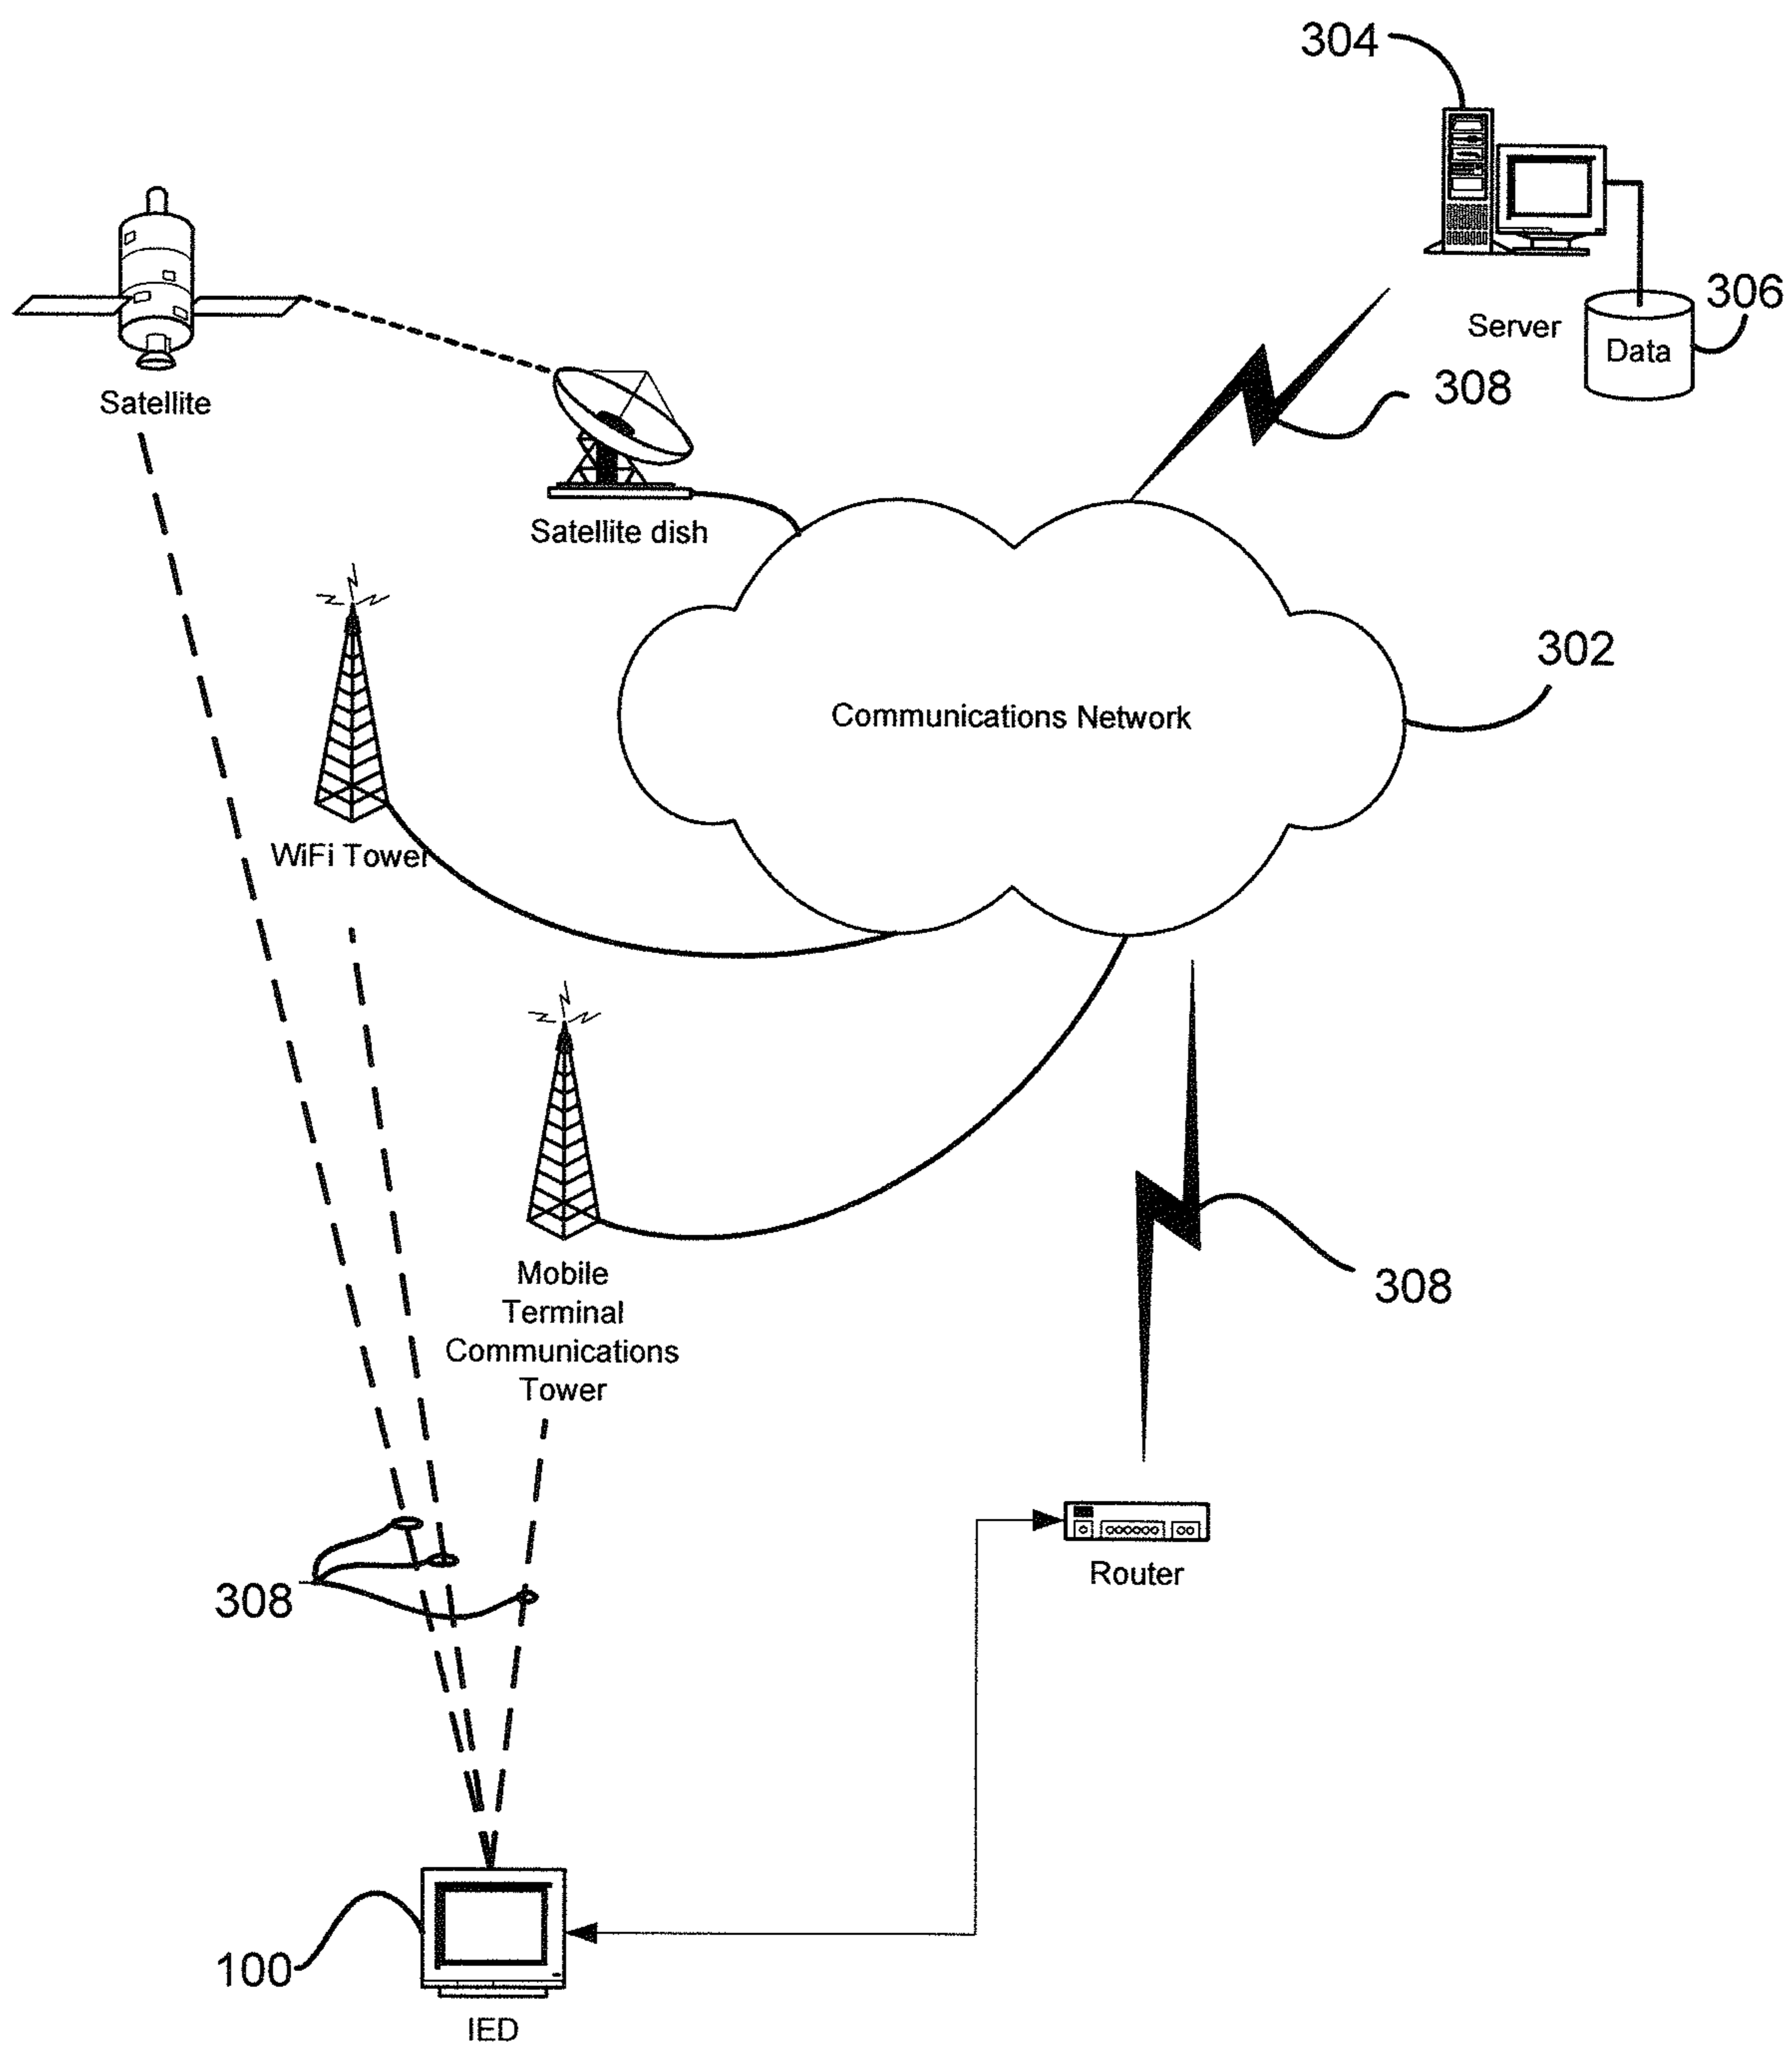 304
306
Server
Data
308
Satellite
Satellite dish
302
Communications Network
WiFi Tower
Mobile
Terminal
Communications
Tower
308
Router
308
100
IED